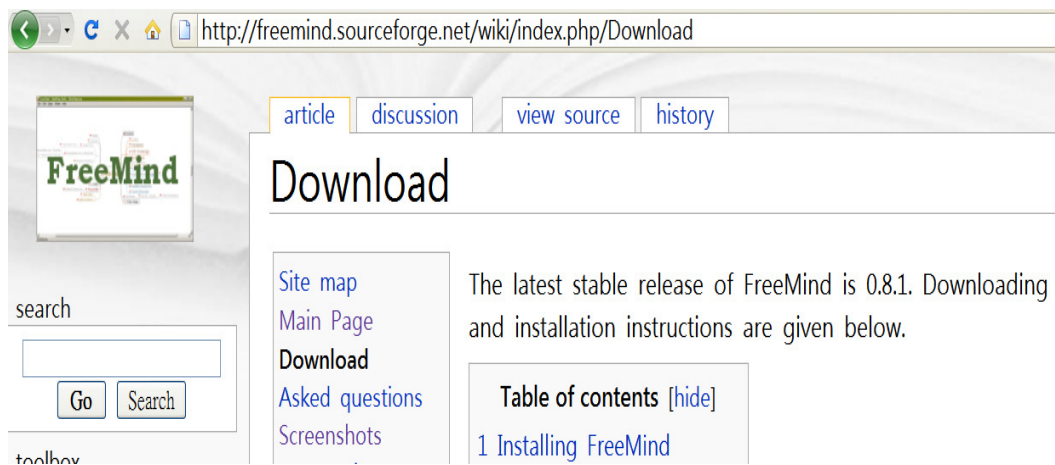 http://freemind.sourceforge.net/wiki/index.php/Download
FreeMind
article discussion view source history
Download
search
Go Search
toolbox
Site map
Main Page
Download
Asked questions
Screenshots
The latest stable release of FreeMind is 0.8.1. Downloading
and installation instructions are given below.
Table of contents [hide]
1 Installing FreeMind